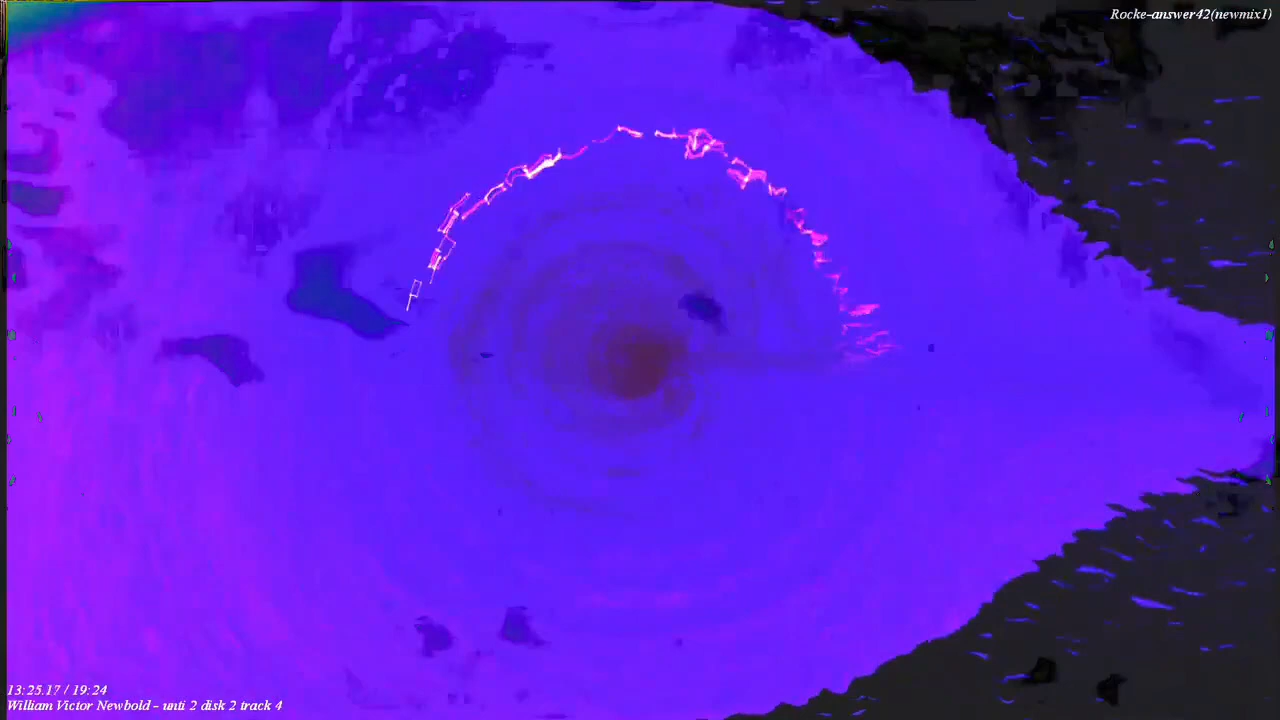 Rocke-answer42(newmix1)
13:25.17 / 19:24
William Victor Newbold - unti 2 disk 2 track 4